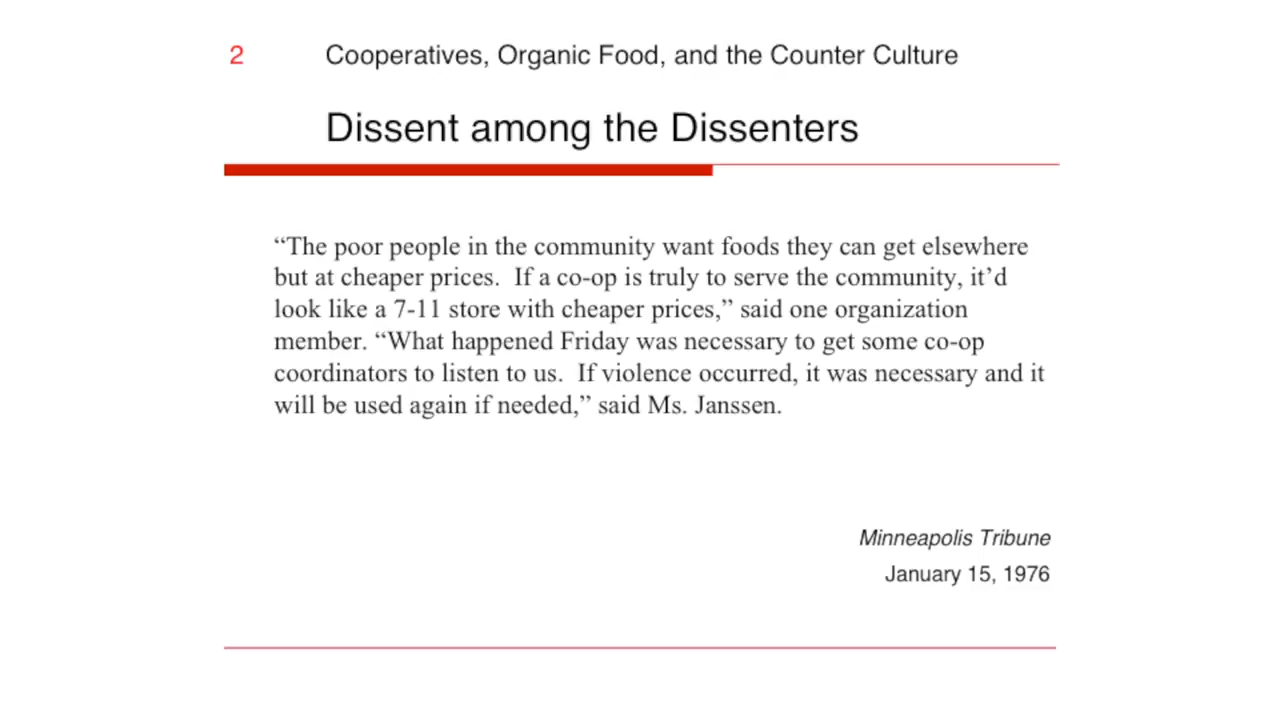 2 Cooperatives, Organic Food, and the Counter Culture
Dissent among the Dissenters
“The poor people in the community want foods they can get elsewhere
but at cheaper prices.  If a co-op is truly to serve the community, it’d
look like a 7-11 store with cheaper prices,” said one organization
member. “What happened Friday was necessary to get some co-op
coordinators to listen to us.  If violence occurred, it was necessary and it
will be used again if needed,” said Ms. Janssen.
Minneapolis Tribune
January 15, 1976